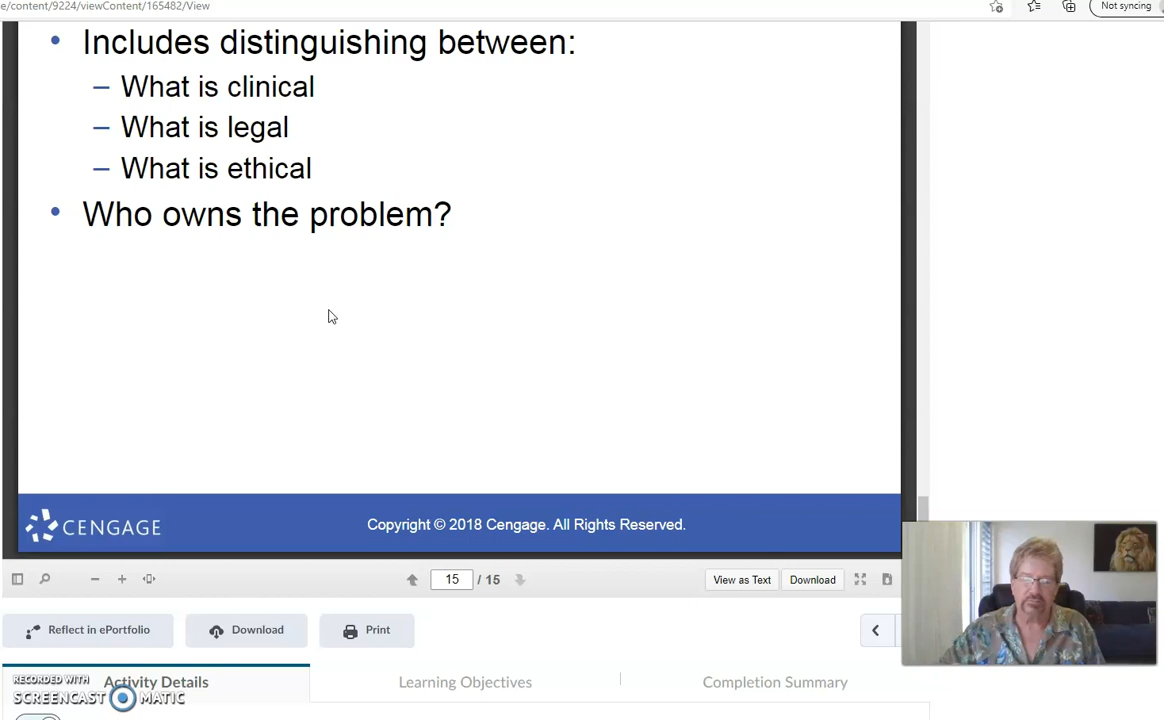 e/content/9224/viewContent/165482/View
Not syncing
• Includes distinguishing between:
– What is clinical
– What is legal
– What is ethical
• Who owns the problem?
CENGAGE
Copyright © 2018 Cengage. All Rights Reserved.
15 / 15
View as Text
Download
Reflect in ePortfolio
Download
Print
Activity Details
Learning Objectives
Completion Summary
RECORDED WITH
SCREENCAST MATIC